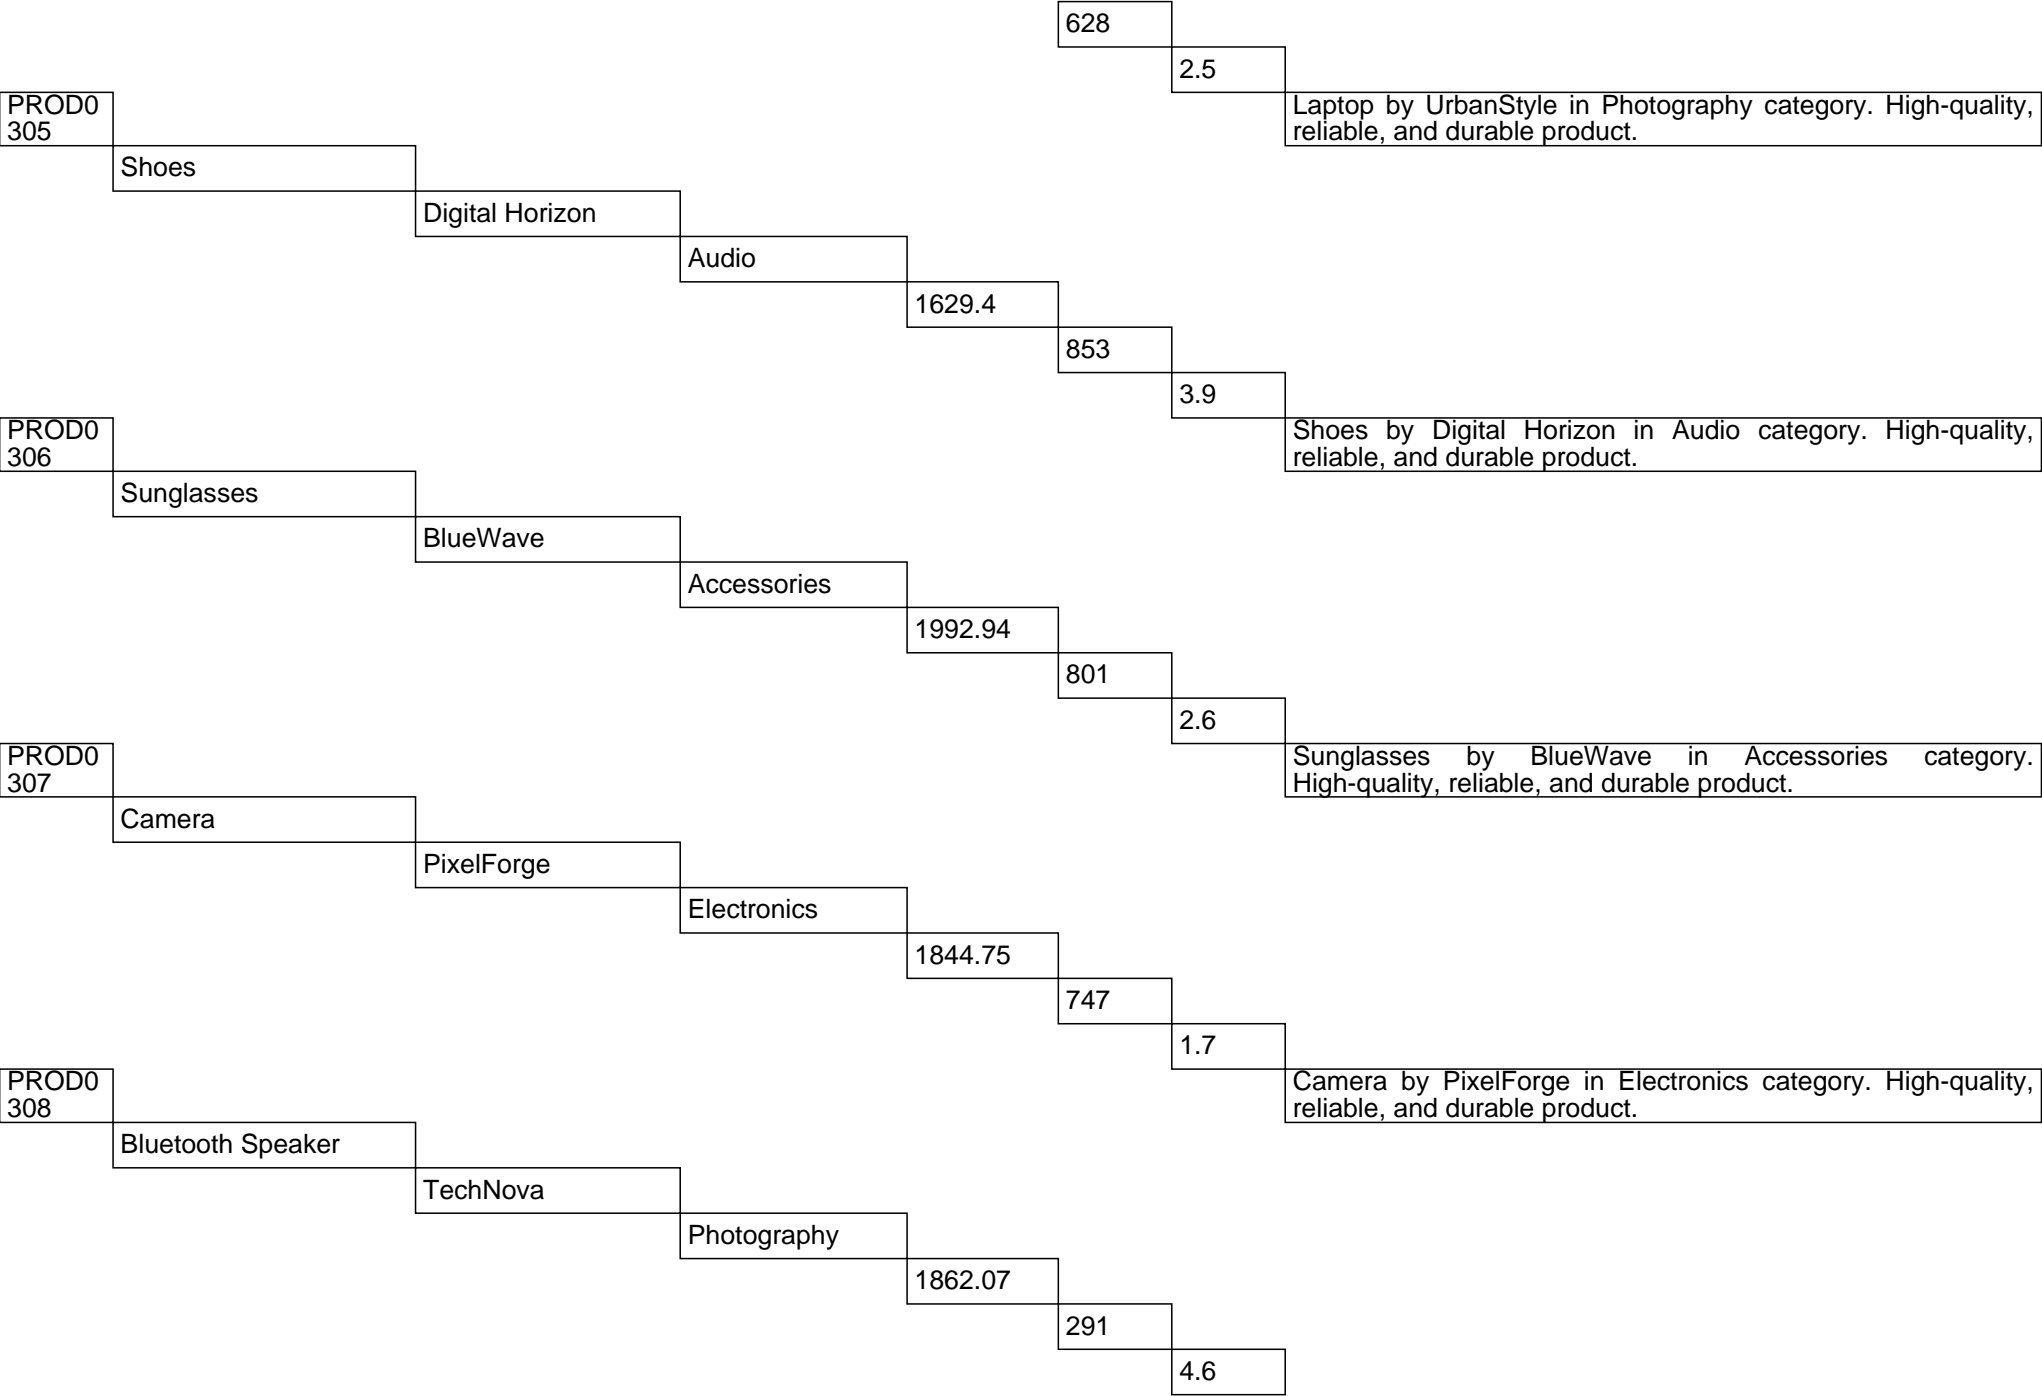 628
2.5
PROD0
305
Laptop by UrbanStyle in Photography category. High-quality,
reliable, and durable product.
Shoes
Digital Horizon
Audio
1629.4
853
3.9
PROD0
306
Shoes by Digital Horizon in Audio category. High-quality,
reliable, and durable product.
Sunglasses
BlueWave
Accessories
1992.94
801
2.6
PROD0
307
Sunglasses by BlueWave in Accessories category.
High-quality, reliable, and durable product.
Camera
PixelForge
Electronics
1844.75
747
1.7
PROD0
308
Camera by PixelForge in Electronics category. High-quality,
reliable, and durable product.
Bluetooth Speaker
TechNova
Photography
1862.07
291
4.6